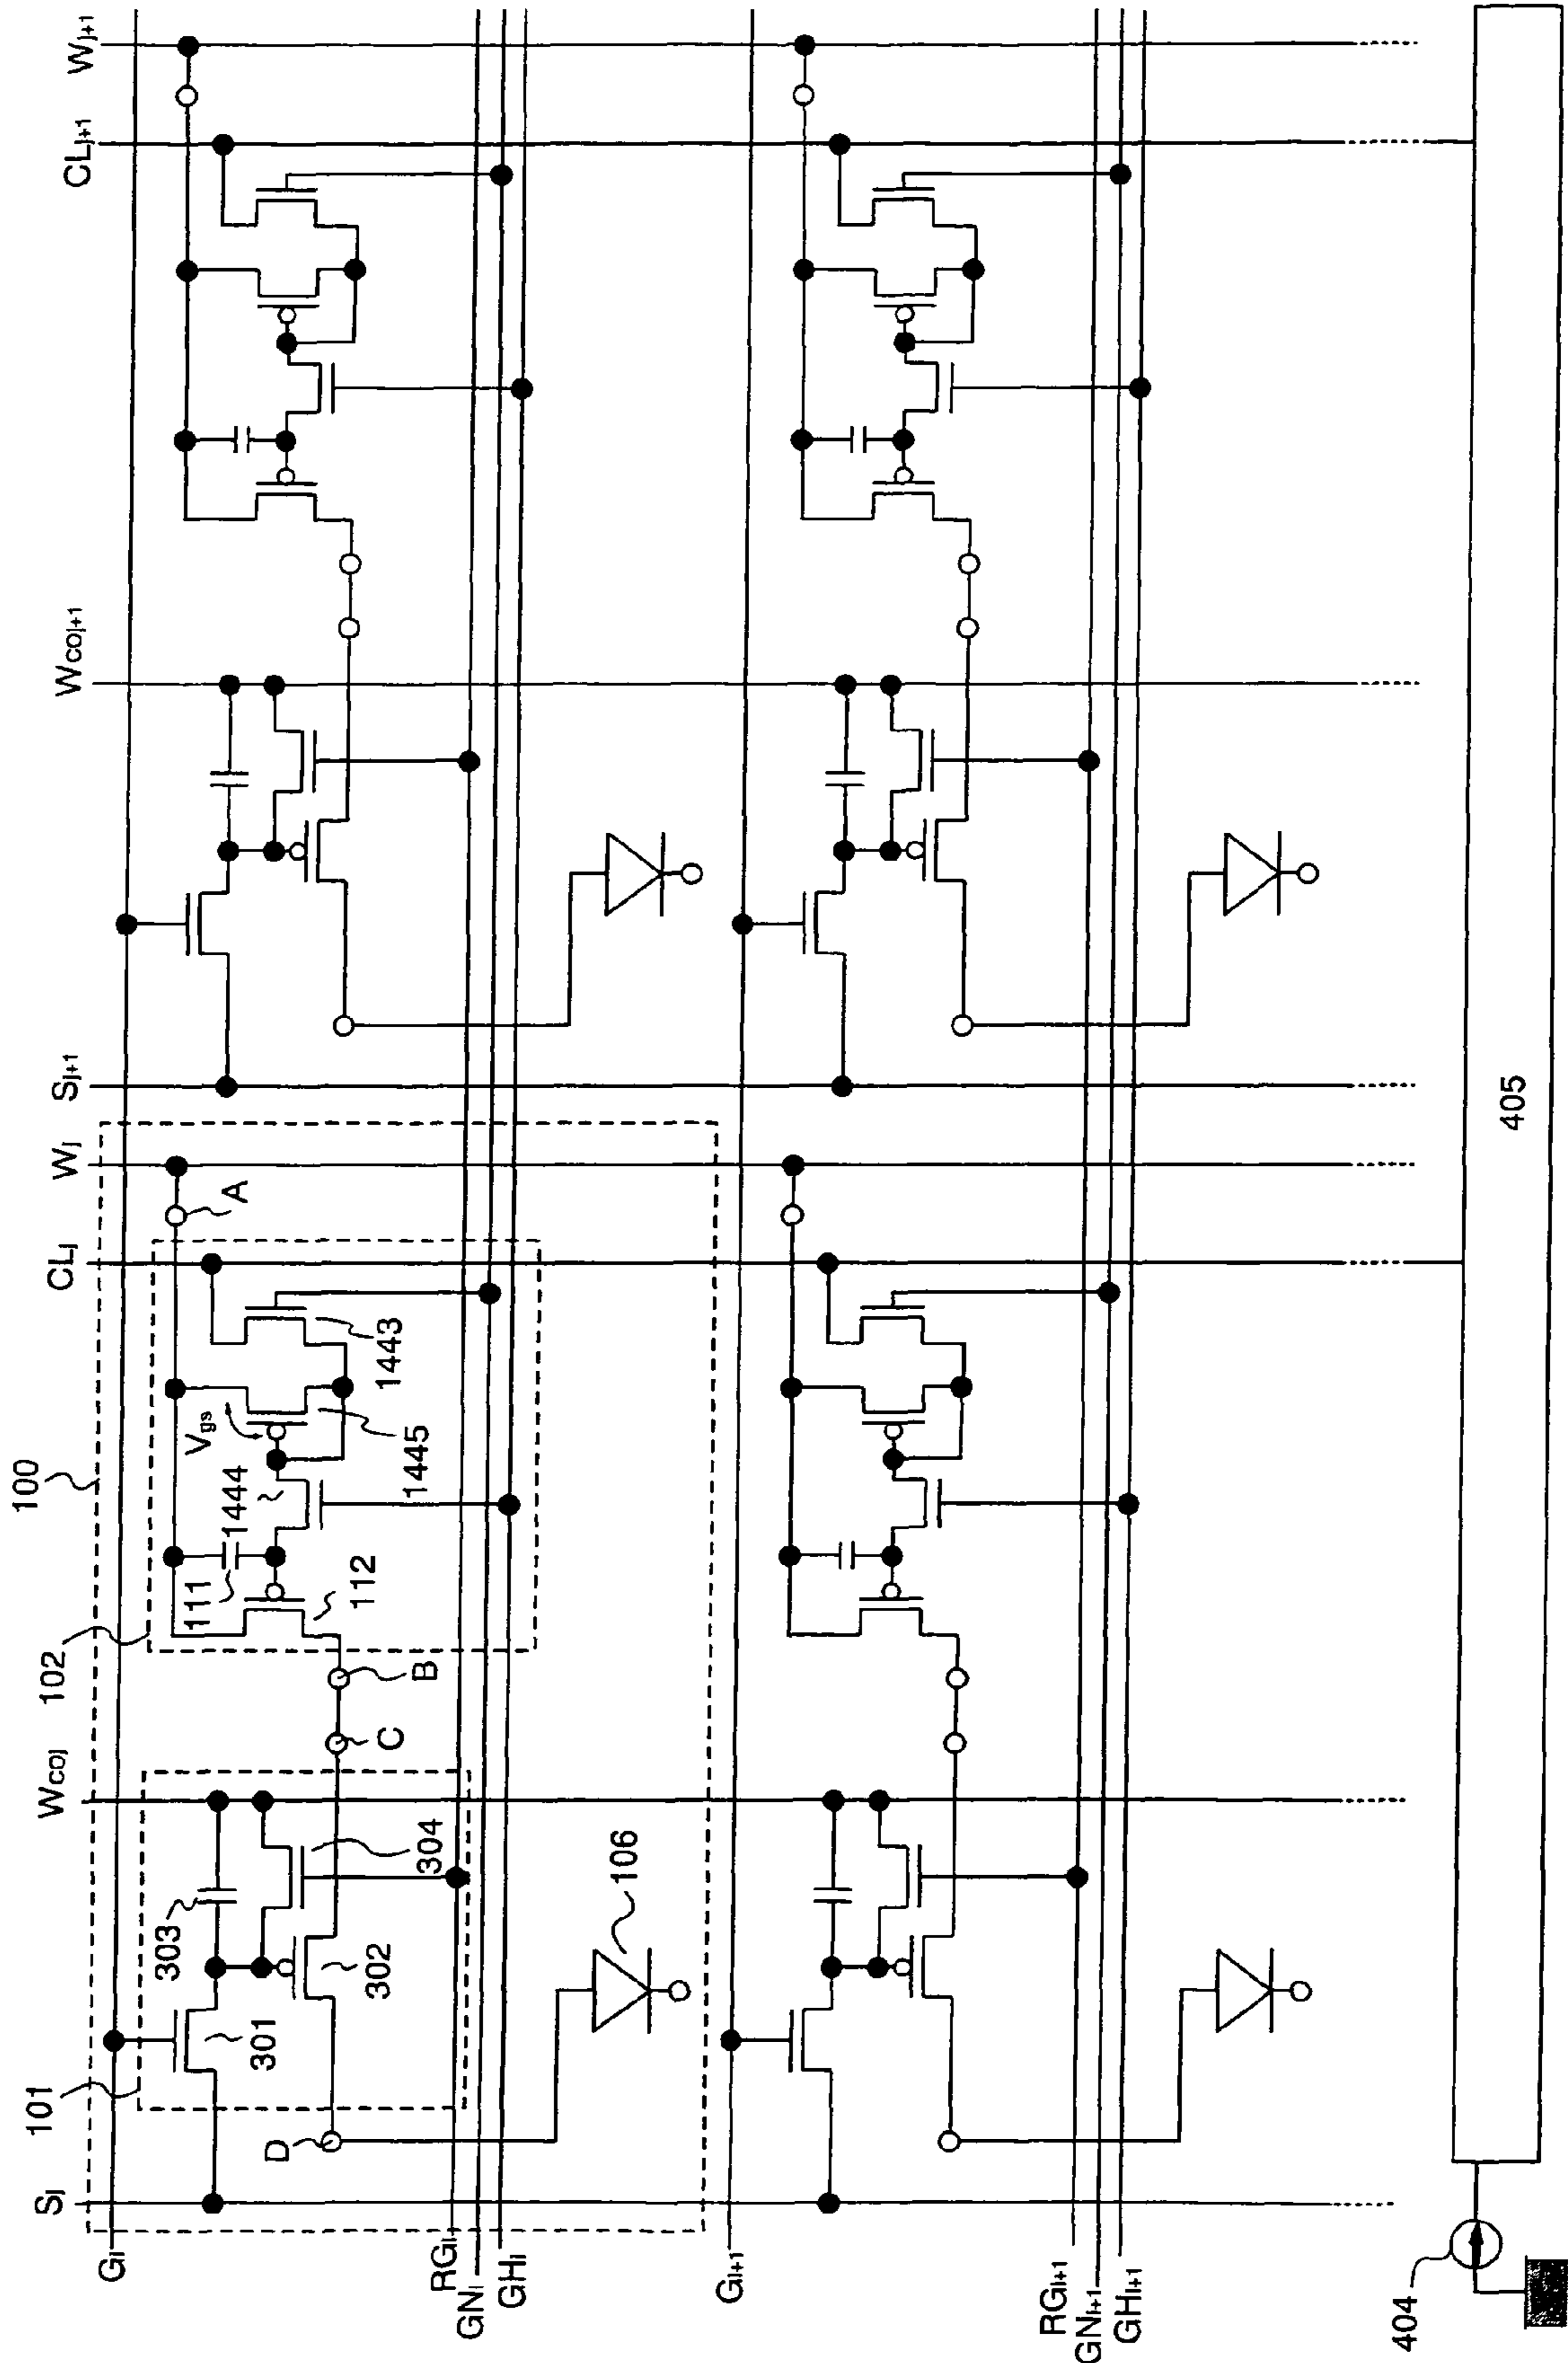 100
101
102
Sj
Wcoj
CLj
Wj
Sj+1
Wcoj+1
CLj+1
Wj+1
Gi
301
303
302
304
111
112
1444
Vgs
1445
1443
A
B
C
D
RGi
GNi
GHi
106
Gi+1
RGi+1
GNi+1
GHi+1
404
405